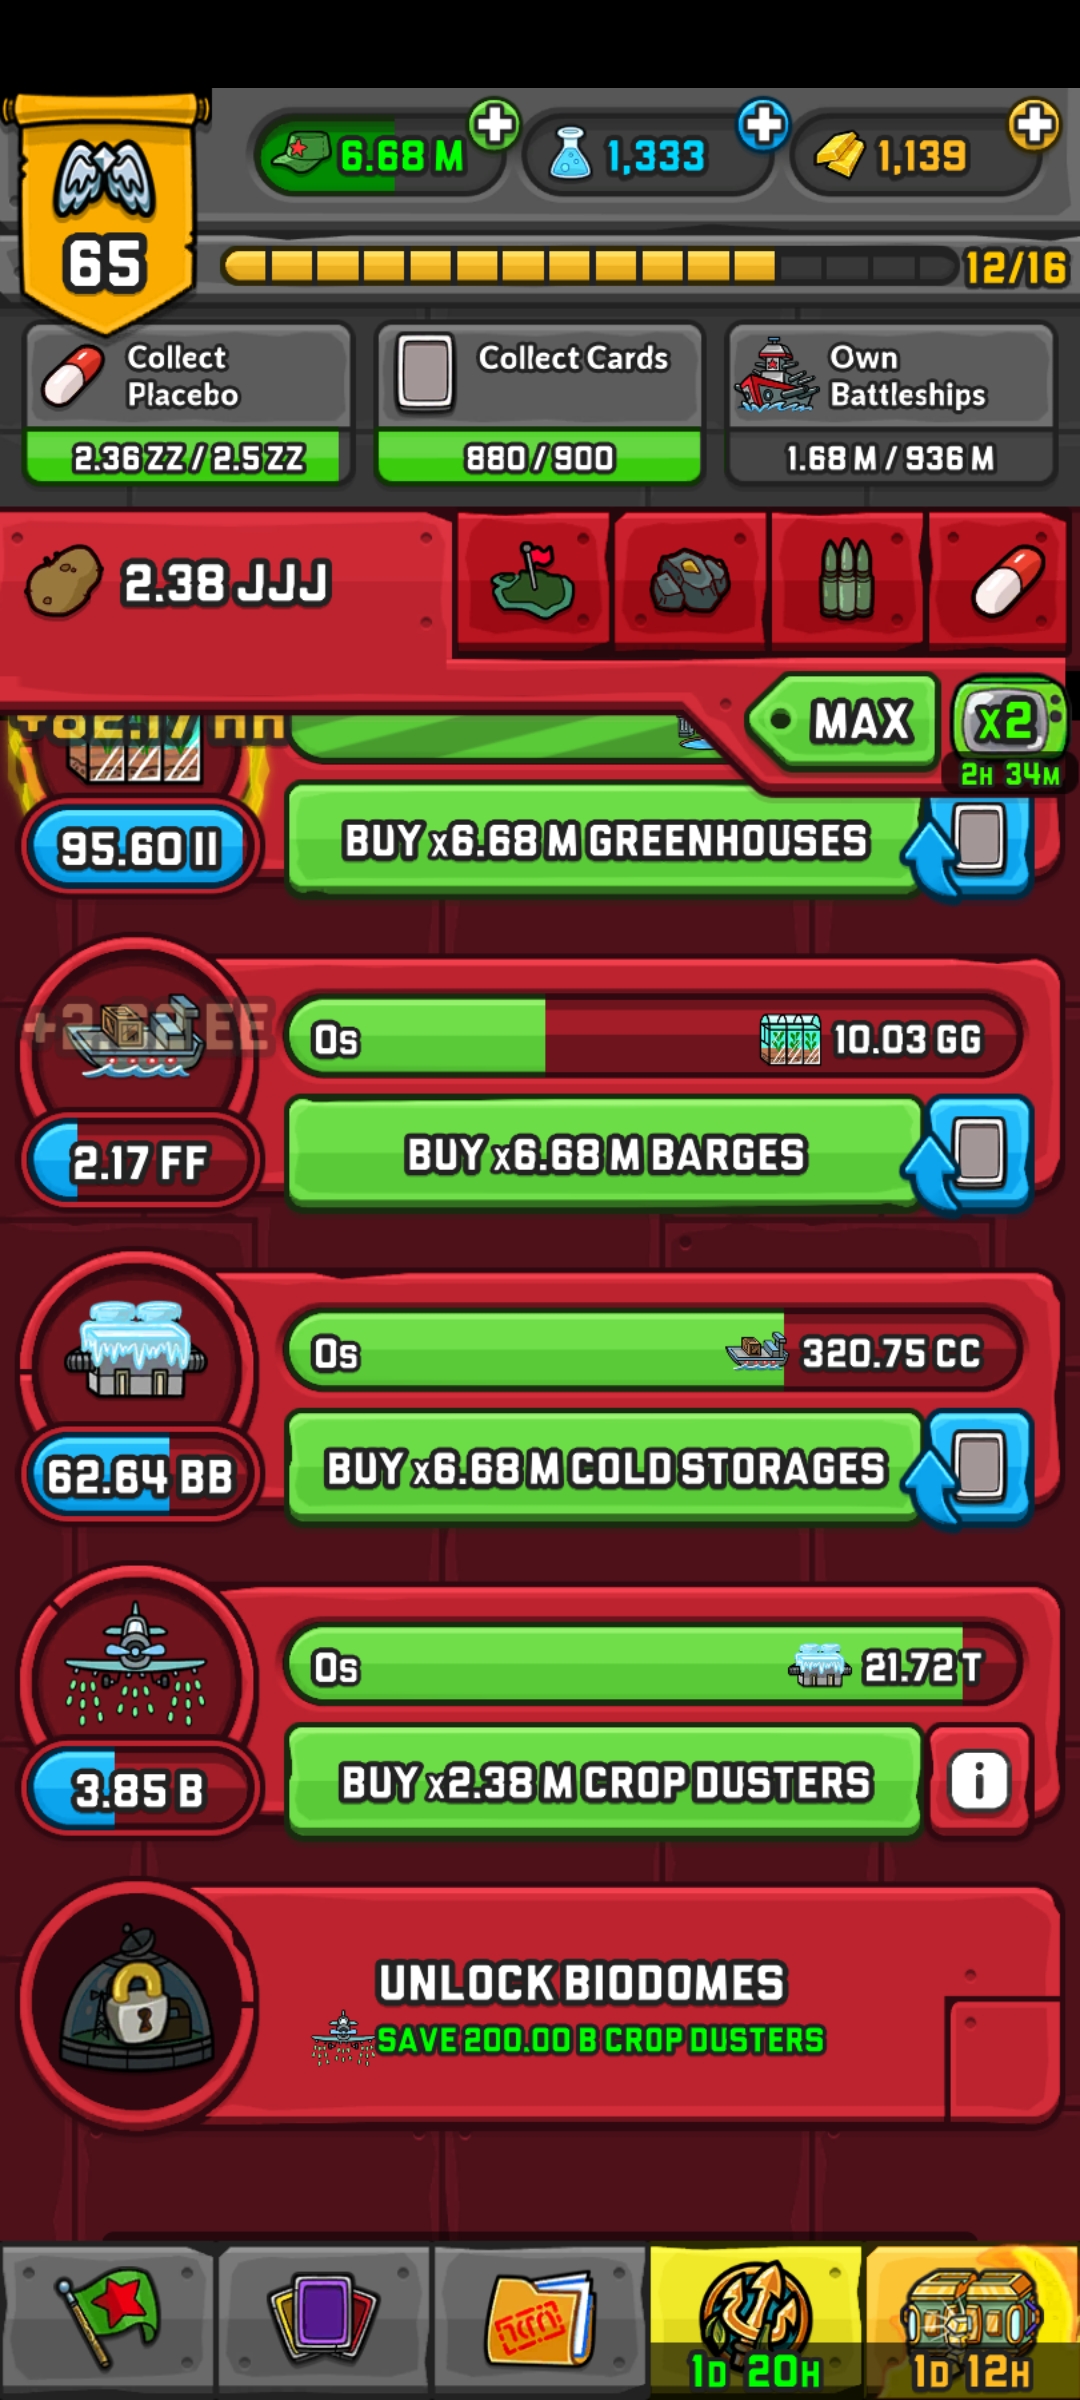 6.68 M
1,333
1,139
65
12/16
Collect
Placebo
2.36 ZZ / 2.5 ZZ
Collect Cards
880 / 900
Own
Battleships
1.68 M / 936 M
2.38 JJJ
MAX
x2
2H 34M
95.60 II
BUY x6.68 M GREENHOUSES
0s
10.03 GG
2.17 FF
BUY x6.68 M BARGES
0s
320.75 CC
62.64 BB
BUY x6.68 M COLD STORAGES
0s
21.72 T
3.85 B
BUY x2.38 M CROP DUSTERS
i
UNLOCK BIODOMES
SAVE 200.00 B CROP DUSTERS
1D 20H
1D 12H